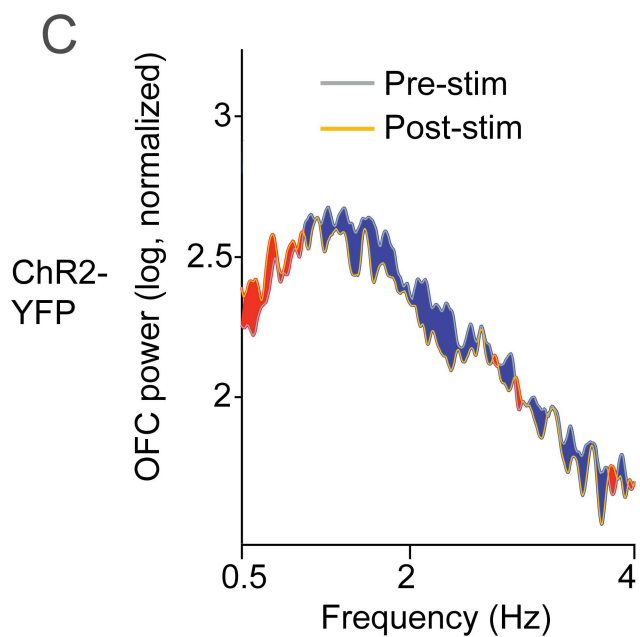 C
Pre-stim
Post-stim
OFC power (log, normalized)
3
2.5
2
ChR2-
YFP
0.5
2
4
Frequency (Hz)